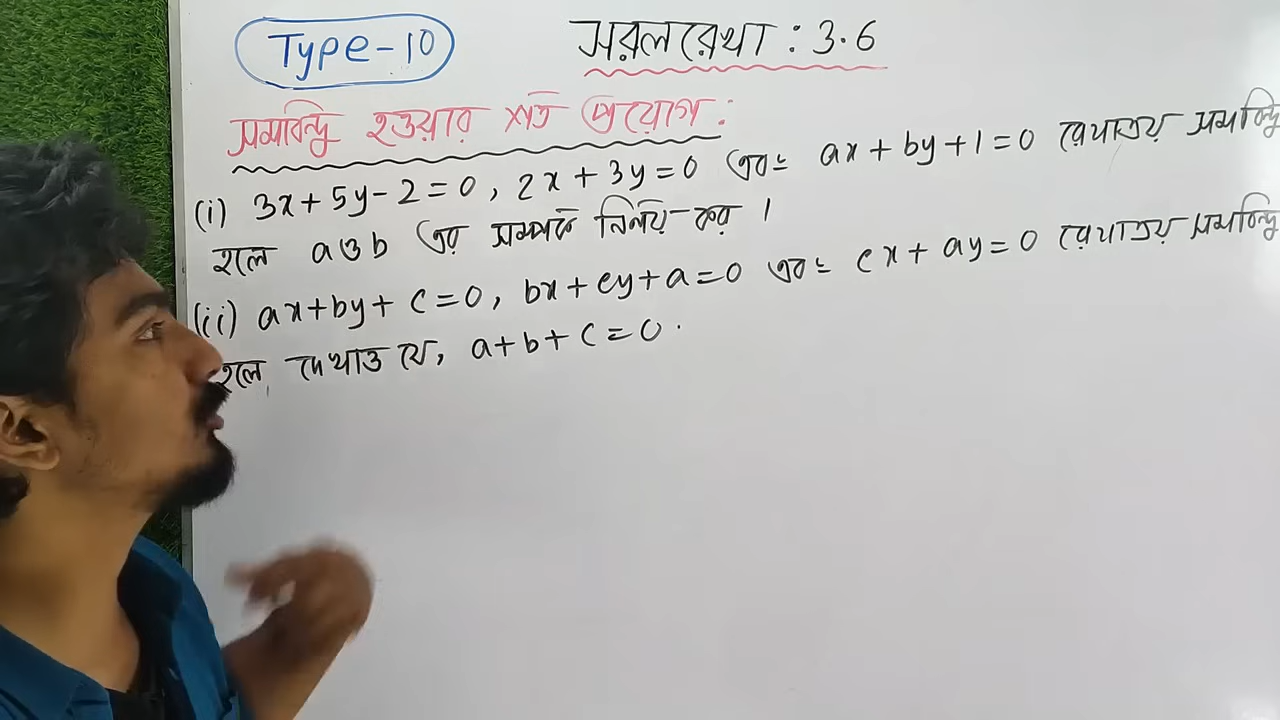 Type-10
সরলরেখা : 3.6
সমবিন্দু হওয়ার শর্ত প্রয়োগ :
(i) 3x + 5y - 2 = 0 , 2x + 3y = 0 এবং ax + by + 1 = 0 রেখাত্রয় সমবিন্দু
হলে a ও b এর সম্পর্ক নির্ণয় কর ।
(ii) ax + by + c = 0 , bx + cy + a = 0 এবং cx + ay = 0 রেখাত্রয় সমবিন্দু
হলে, দেখাও যে, a + b + c = 0 .